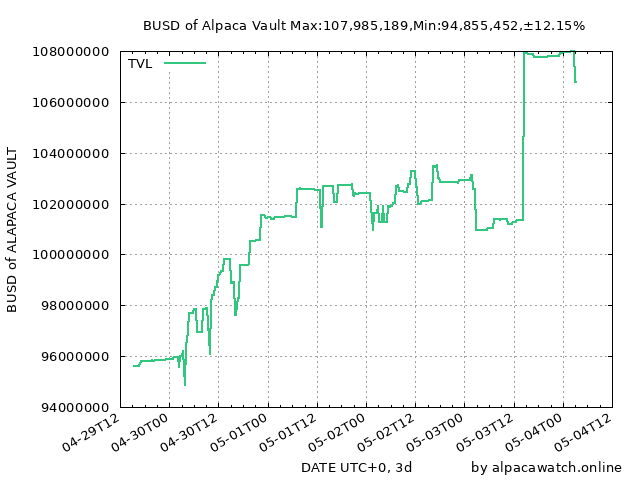 BUSD of Alpaca Vault Max:107,985,189,Min:94,855,452,±12.15%
TVL
108000000
106000000
104000000
102000000
100000000
98000000
96000000
94000000
BUSD of ALAPACA VAULT
04-29T12
04-30T00
04-30T12
05-01T00
05-01T12
05-02T00
05-02T12
05-03T00
05-03T12
05-04T00
05-04T12
DATE UTC+0, 3d
by alpacawatch.online